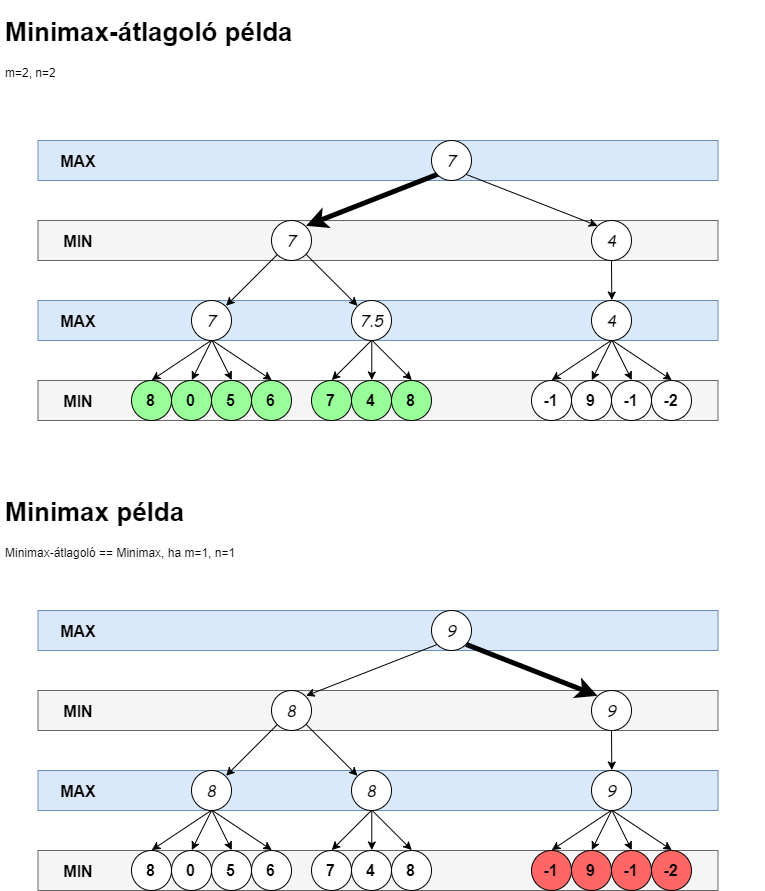 Minimax-átlagoló példa
m=2, n=2
MAX 7
MIN 7 4
MAX 7 7.5 4
MIN 8 0 5 6 7 4 8 -1 9 -1 -2
Minimax példa
Minimax-átlagoló == Minimax, ha m=1, n=1
MAX 9
MIN 8 9
MAX 8 8 9
MIN 8 0 5 6 7 4 8 -1 9 -1 -2